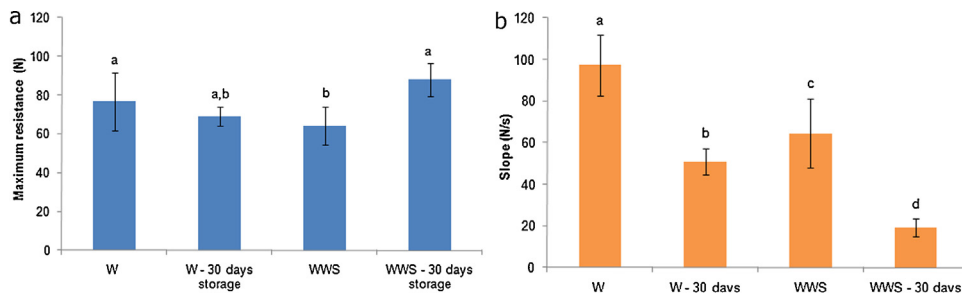 a
Maximum resistance (N)
120
100
80
60
40
20
0
a
a,b
b
a
W
W - 30 days
storage
WWS
WWS - 30 days
storage
b
Slope (N/s)
120
100
80
60
40
20
0
a
b
c
d
W
W - 30 days
WWS
WWS - 30 days